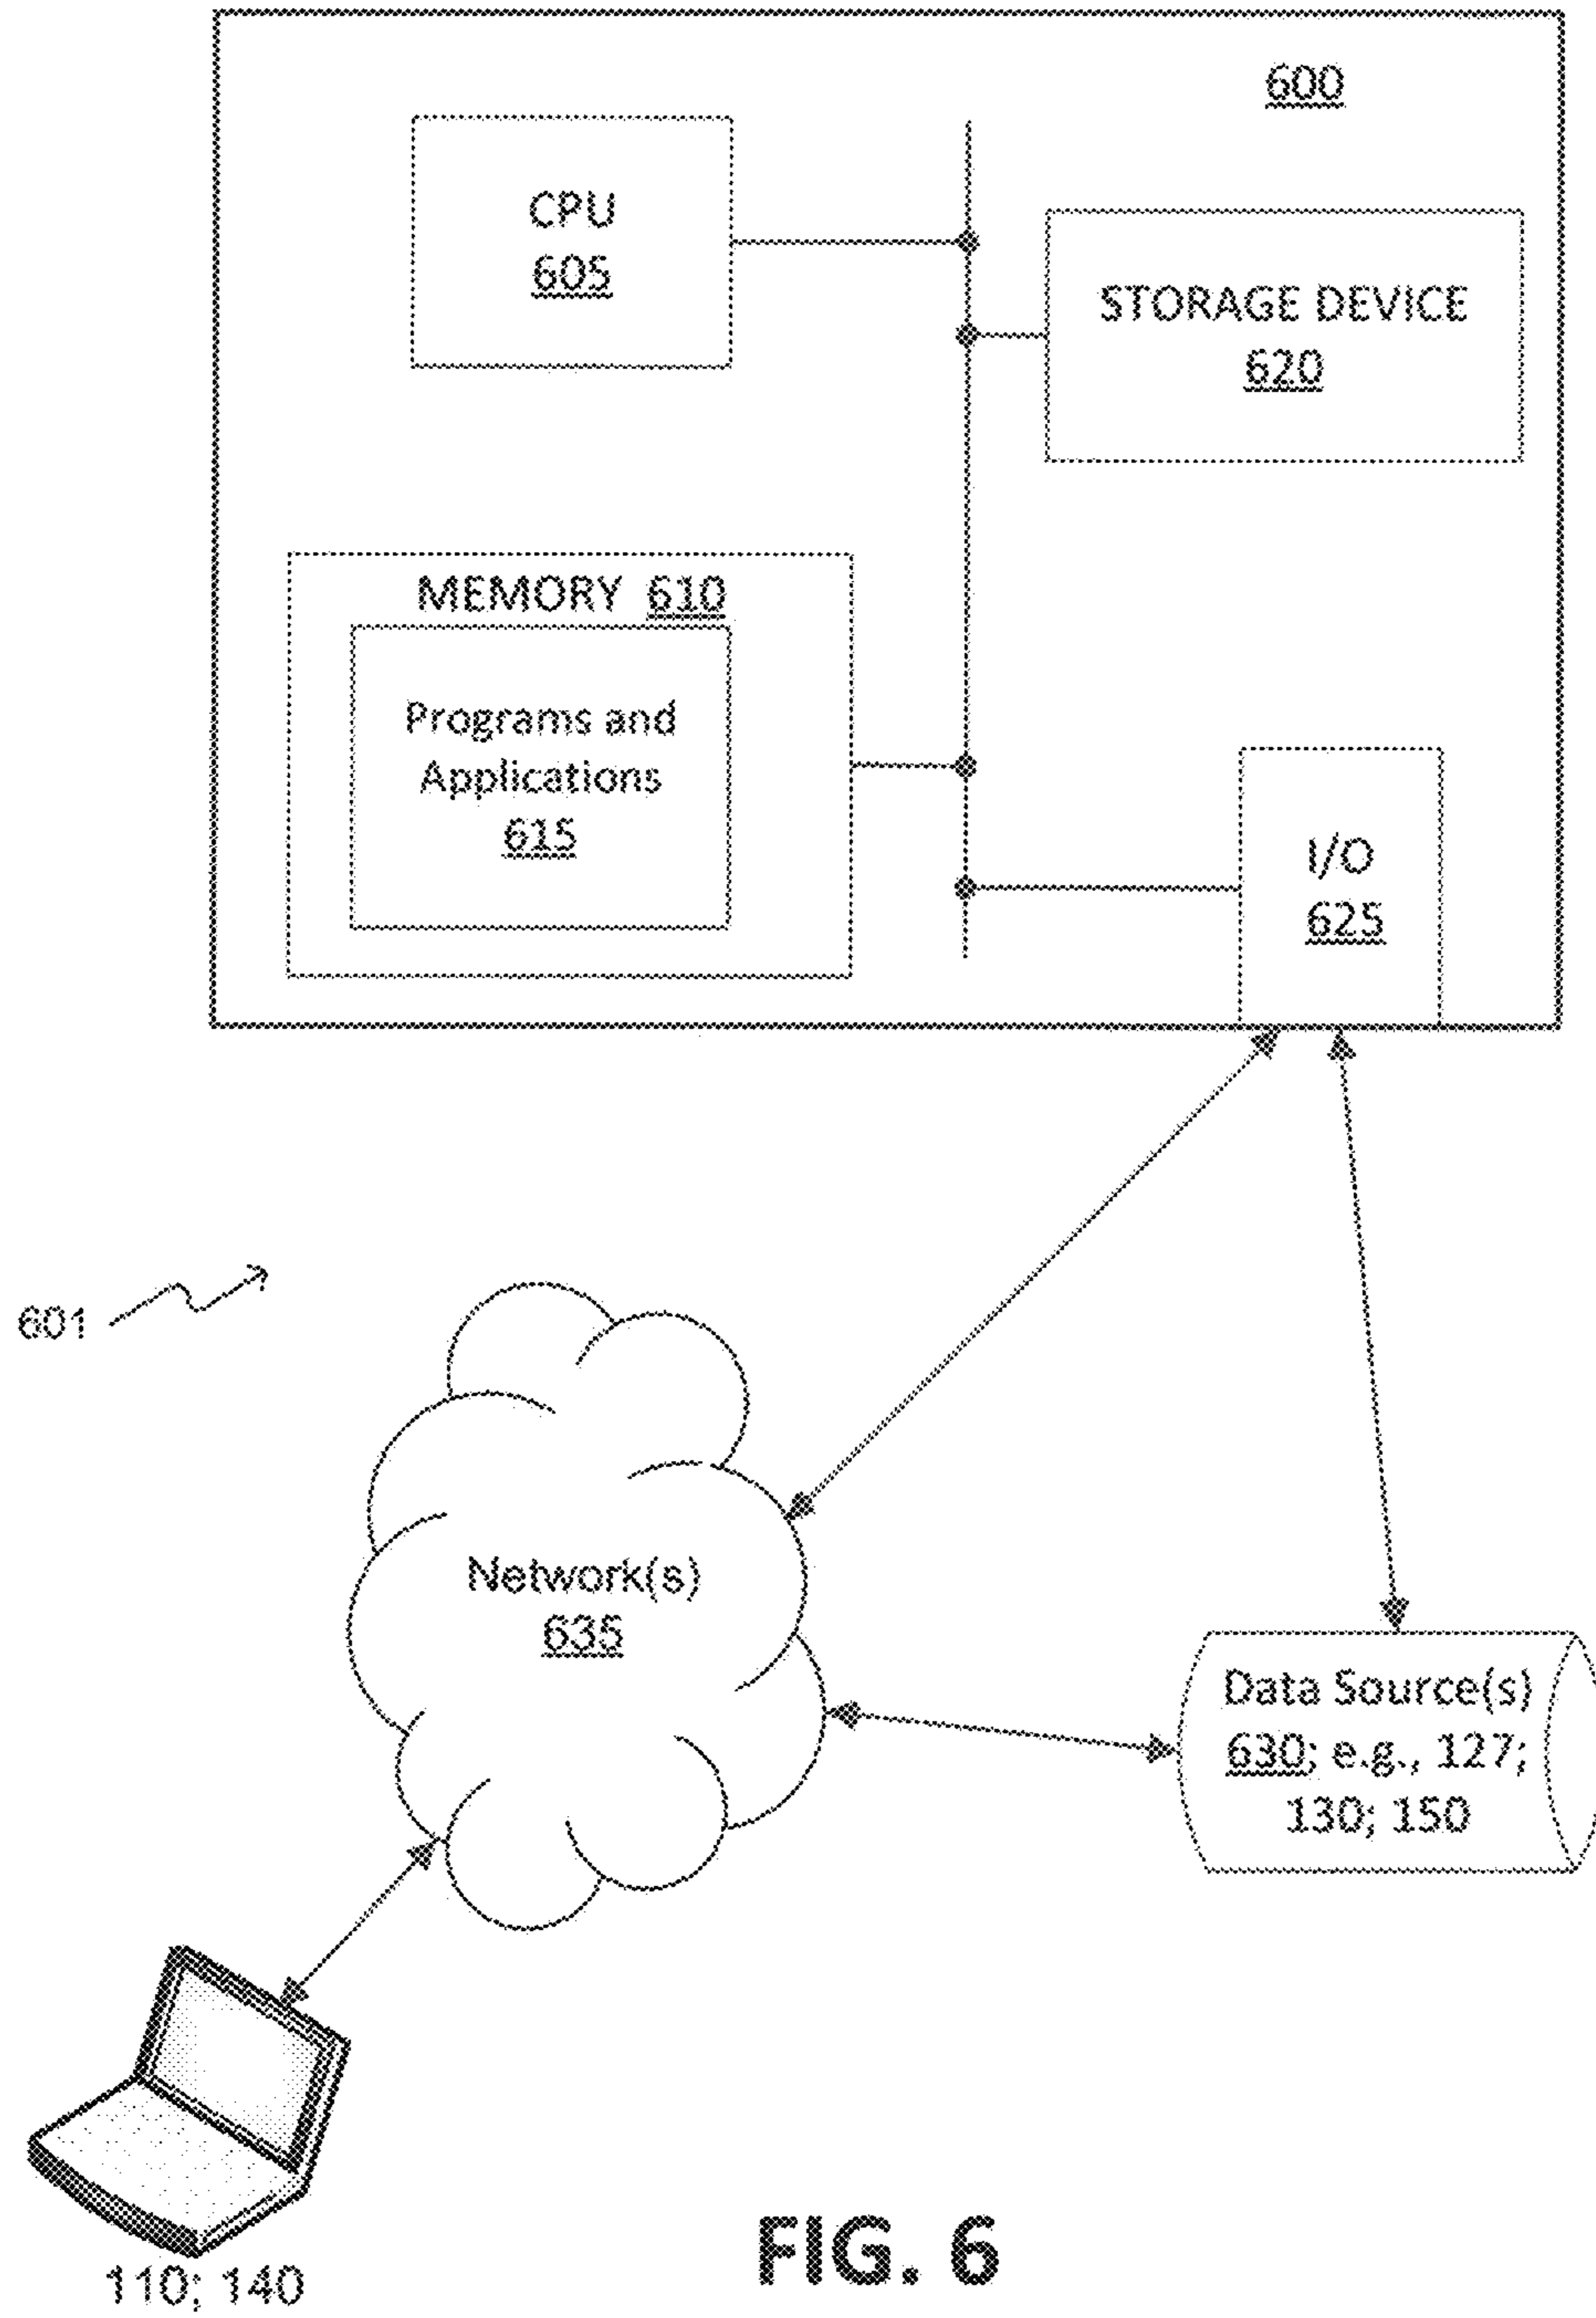 600
CPU
605
STORAGE DEVICE
620
MEMORY 610
Programs and
Applications
615
I/O
625
601
Network(s)
635
Data Source(s)
630; e.g., 127;
130; 150
110; 140
FIG. 6